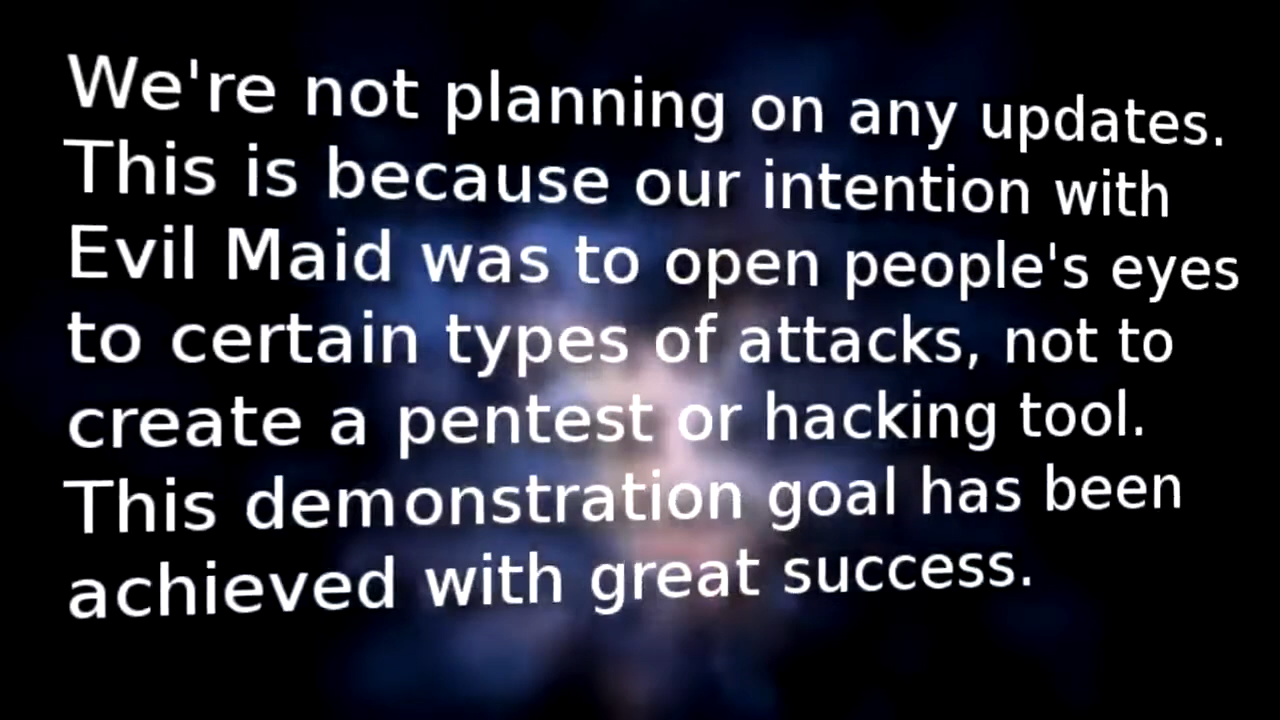 We're not planning on any updates.
This is because our intention with
Evil Maid was to open people's eyes
to certain types of attacks, not to
create a pentest or hacking tool.
This demonstration goal has been
achieved with great success.